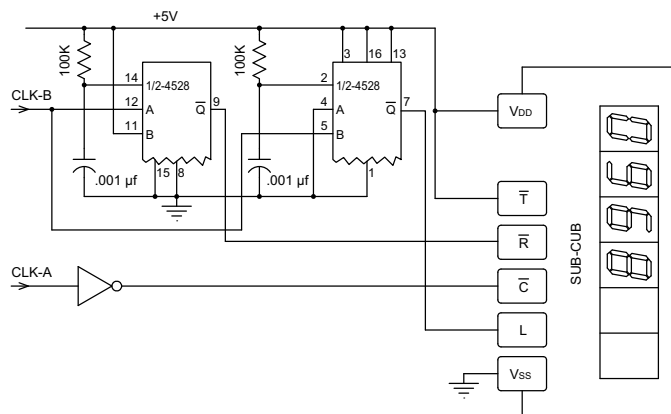 +5V
100K
14
1/2-4528
CLK-B
12
A
Q̅
9
11
B
.001 µf
15
8
100K
3
16
13
2
1/2-4528
4
A
Q̅
7
5
B
.001 µf
1
VDD
T̅
R̅
CLK-A
C̅
L
VSS
SUB-CUB